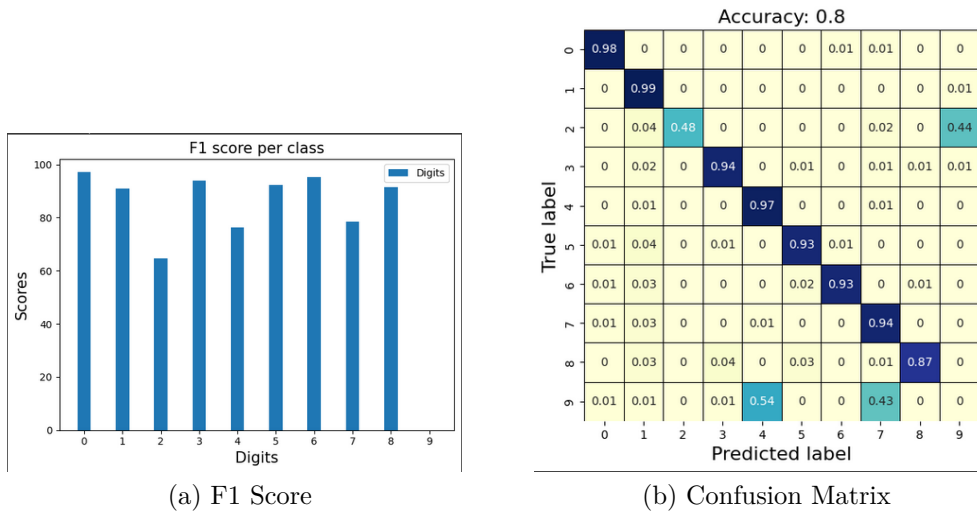 F1 score per class
Digits
Scores
100
80
60
40
20
0
0 1 2 3 4 5 6 7 8 9
Digits
(a) F1 Score
Accuracy: 0.8
True label
0 0.98 0 0 0 0 0 0.01 0.01 0 0
1 0 0.99 0 0 0 0 0 0 0 0.01
2 0 0.04 0.48 0 0 0 0 0.02 0 0.44
3 0 0.02 0 0.94 0 0.01 0 0.01 0.01 0.01
4 0 0.01 0 0 0.97 0 0 0.01 0 0
5 0.01 0.04 0 0.01 0 0.93 0.01 0 0 0
6 0.01 0.03 0 0 0 0.02 0.93 0 0.01 0
7 0.01 0.03 0 0 0.01 0 0 0.94 0 0
8 0 0.03 0 0.04 0 0.03 0 0.01 0.87 0
9 0.01 0.01 0 0.01 0.54 0 0 0.43 0 0
0 1 2 3 4 5 6 7 8 9
Predicted label
(b) Confusion Matrix